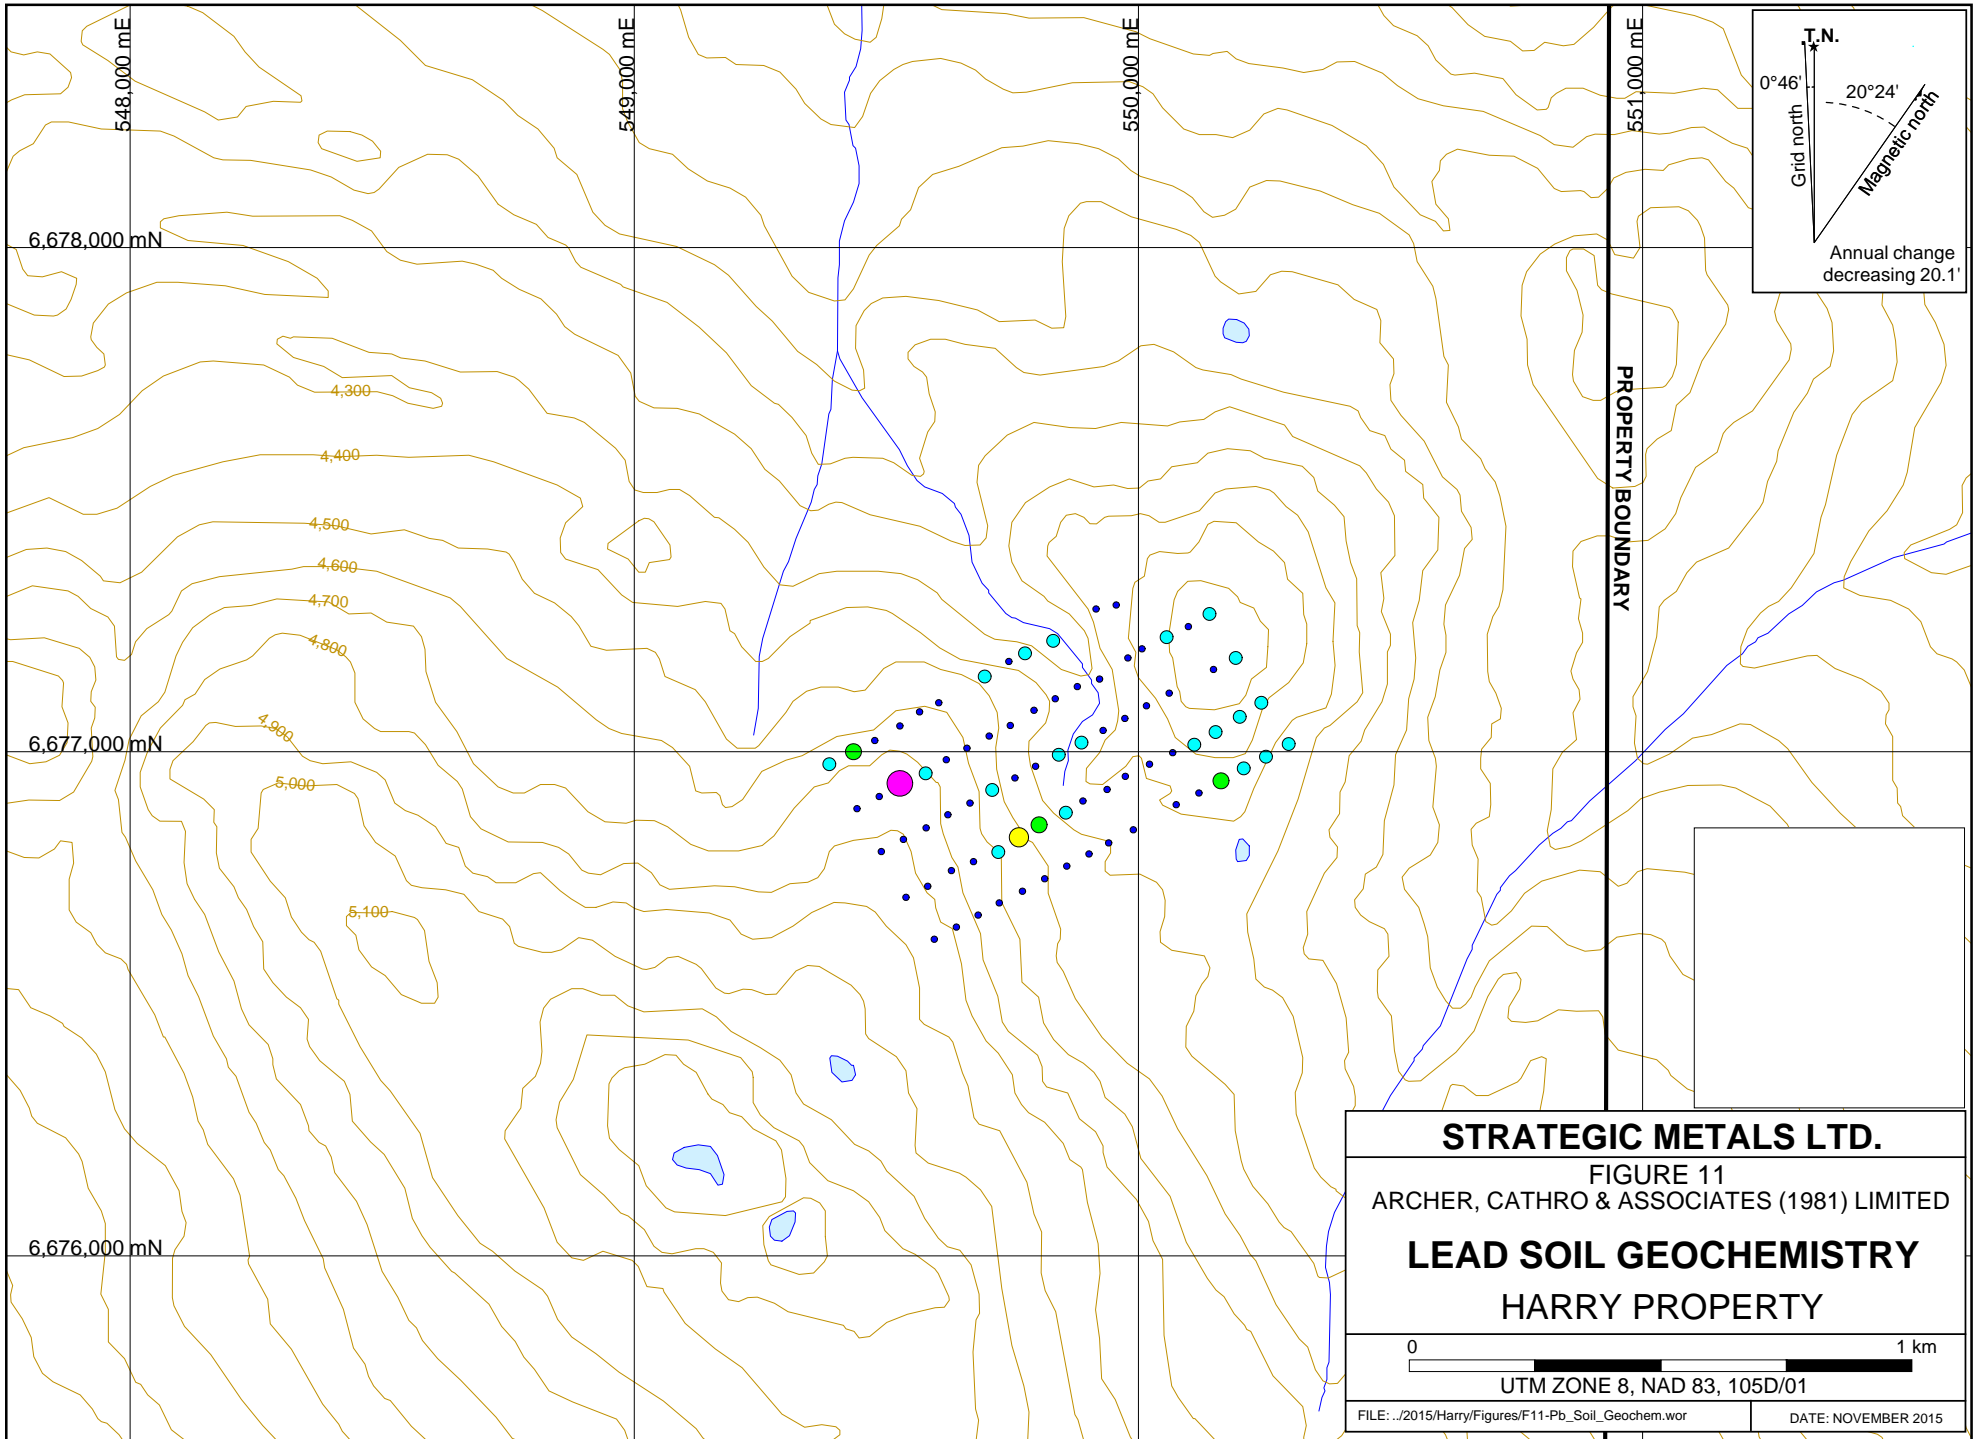 548,000 mE
549,000 mE
550,000 mE
551,000 mE
T.N.
0°46'
20°24'
Grid north
Magnetic north
Annual change
decreasing 20.1'
6,678,000 mN
4,300
4,400
4,500
4,600
4,700
4,800
4,900
5,000
5,100
6,677,000 mN
6,676,000 mN
PROPERTY BOUNDARY
STRATEGIC METALS LTD.
FIGURE 11
ARCHER, CATHRO & ASSOCIATES (1981) LIMITED
LEAD SOIL GEOCHEMISTRY
HARRY PROPERTY
0 1 km
UTM ZONE 8, NAD 83, 105D/01
FILE: ../2015/Harry/Figures/F11-Pb_Soil_Geochem.wor
DATE: NOVEMBER 2015